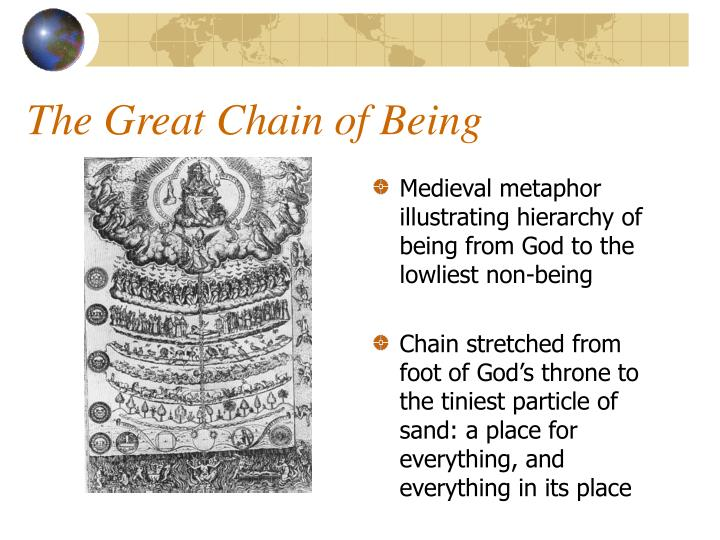 The Great Chain of Being
Medieval metaphor
illustrating hierarchy of
being from God to the
lowliest non-being
Chain stretched from
foot of God’s throne to
the tiniest particle of
sand: a place for
everything, and
everything in its place